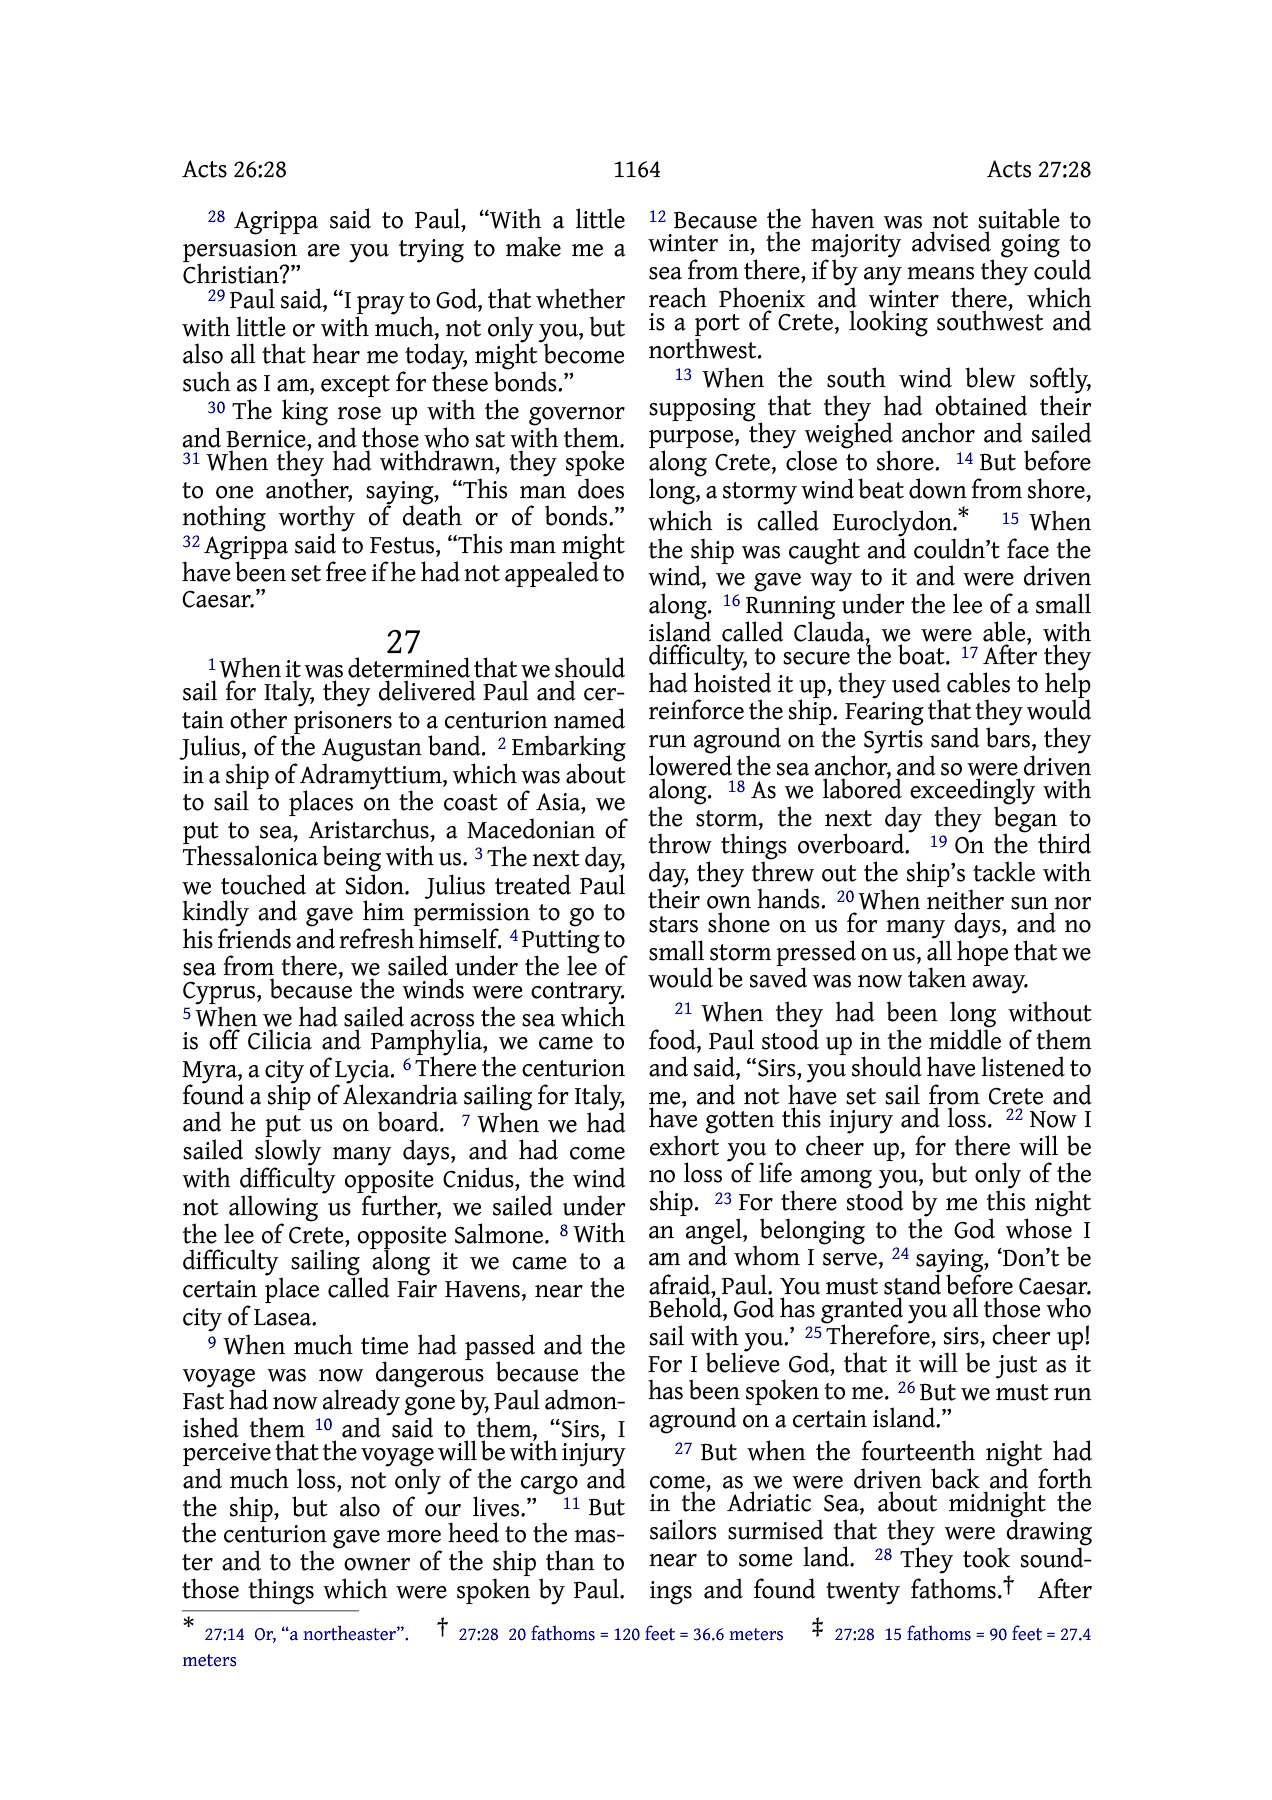 Acts 26:28 1164 Acts 27:28
28 Agrippa said to Paul, “With a little
persuasion are you trying to make me a
Christian?”
29 Paul said, “I pray to God, that whether
with little or with much, not only you, but
also all that hear me today, might become
such as I am, except for these bonds.”
30 The king rose up with the governor
and Bernice, and those who sat with them.
31 When they had withdrawn, they spoke
to one another, saying, “This man does
nothing worthy of death or of bonds.”
32 Agrippa said to Festus, “This man might
have been set free if he had not appealed to
Caesar.”
27
1 When it was determined that we should
sail for Italy, they delivered Paul and cer-
tain other prisoners to a centurion named
Julius, of the Augustan band. 2 Embarking
in a ship of Adramyttium, which was about
to sail to places on the coast of Asia, we
put to sea, Aristarchus, a Macedonian of
Thessalonica being with us. 3 The next day,
we touched at Sidon. Julius treated Paul
kindly and gave him permission to go to
his friends and refresh himself. 4 Putting to
sea from there, we sailed under the lee of
Cyprus, because the winds were contrary.
5 When we had sailed across the sea which
is off Cilicia and Pamphylia, we came to
Myra, a city of Lycia. 6 There the centurion
found a ship of Alexandria sailing for Italy,
and he put us on board. 7 When we had
sailed slowly many days, and had come
with difficulty opposite Cnidus, the wind
not allowing us further, we sailed under
the lee of Crete, opposite Salmone. 8 With
difficulty sailing along it we came to a
certain place called Fair Havens, near the
city of Lasea.
9 When much time had passed and the
voyage was now dangerous because the
Fast had now already gone by, Paul admon-
ished them 10 and said to them, “Sirs, I
perceive that the voyage will be with injury
and much loss, not only of the cargo and
the ship, but also of our lives.” 11 But
the centurion gave more heed to the mas-
ter and to the owner of the ship than to
those things which were spoken by Paul.
12 Because the haven was not suitable to
winter in, the majority advised going to
sea from there, if by any means they could
reach Phoenix and winter there, which
is a port of Crete, looking southwest and
northwest.
13 When the south wind blew softly,
supposing that they had obtained their
purpose, they weighed anchor and sailed
along Crete, close to shore. 14 But before
long, a stormy wind beat down from shore,
which is called Euroclydon.* 15 When
the ship was caught and couldn’t face the
wind, we gave way to it and were driven
along. 16 Running under the lee of a small
island called Clauda, we were able, with
difficulty, to secure the boat. 17 After they
had hoisted it up, they used cables to help
reinforce the ship. Fearing that they would
run aground on the Syrtis sand bars, they
lowered the sea anchor, and so were driven
along. 18 As we labored exceedingly with
the storm, the next day they began to
throw things overboard. 19 On the third
day, they threw out the ship’s tackle with
their own hands. 20 When neither sun nor
stars shone on us for many days, and no
small storm pressed on us, all hope that we
would be saved was now taken away.
21 When they had been long without
food, Paul stood up in the middle of them
and said, “Sirs, you should have listened to
me, and not have set sail from Crete and
have gotten this injury and loss. 22 Now I
exhort you to cheer up, for there will be
no loss of life among you, but only of the
ship. 23 For there stood by me this night
an angel, belonging to the God whose I
am and whom I serve, 24 saying, ‘Don’t be
afraid, Paul. You must stand before Caesar.
Behold, God has granted you all those who
sail with you.’ 25 Therefore, sirs, cheer up!
For I believe God, that it will be just as it
has been spoken to me. 26 But we must run
aground on a certain island.”
27 But when the fourteenth night had
come, as we were driven back and forth
in the Adriatic Sea, about midnight the
sailors surmised that they were drawing
near to some land. 28 They took sound-
ings and found twenty fathoms.† After
* 27:14 Or, “a northeaster”. † 27:28 20 fathoms = 120 feet = 36.6 meters ‡ 27:28 15 fathoms = 90 feet = 27.4
meters